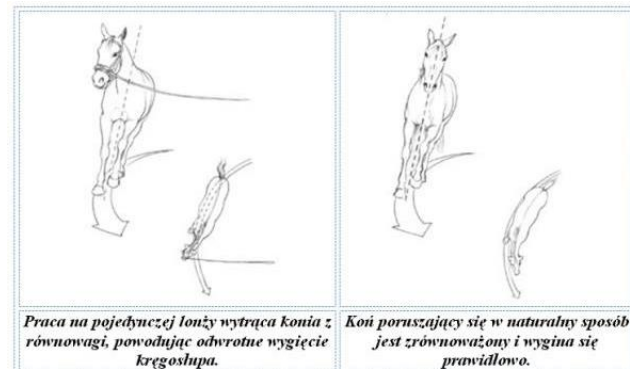 Praca na pojedynczej lonży wytrąca konia z
równowagi, powodując odwrotne wygięcie
kręgosłupa.
Koń poruszający się w naturalny sposób
jest zrównoważony i wygina się
prawidłowo.